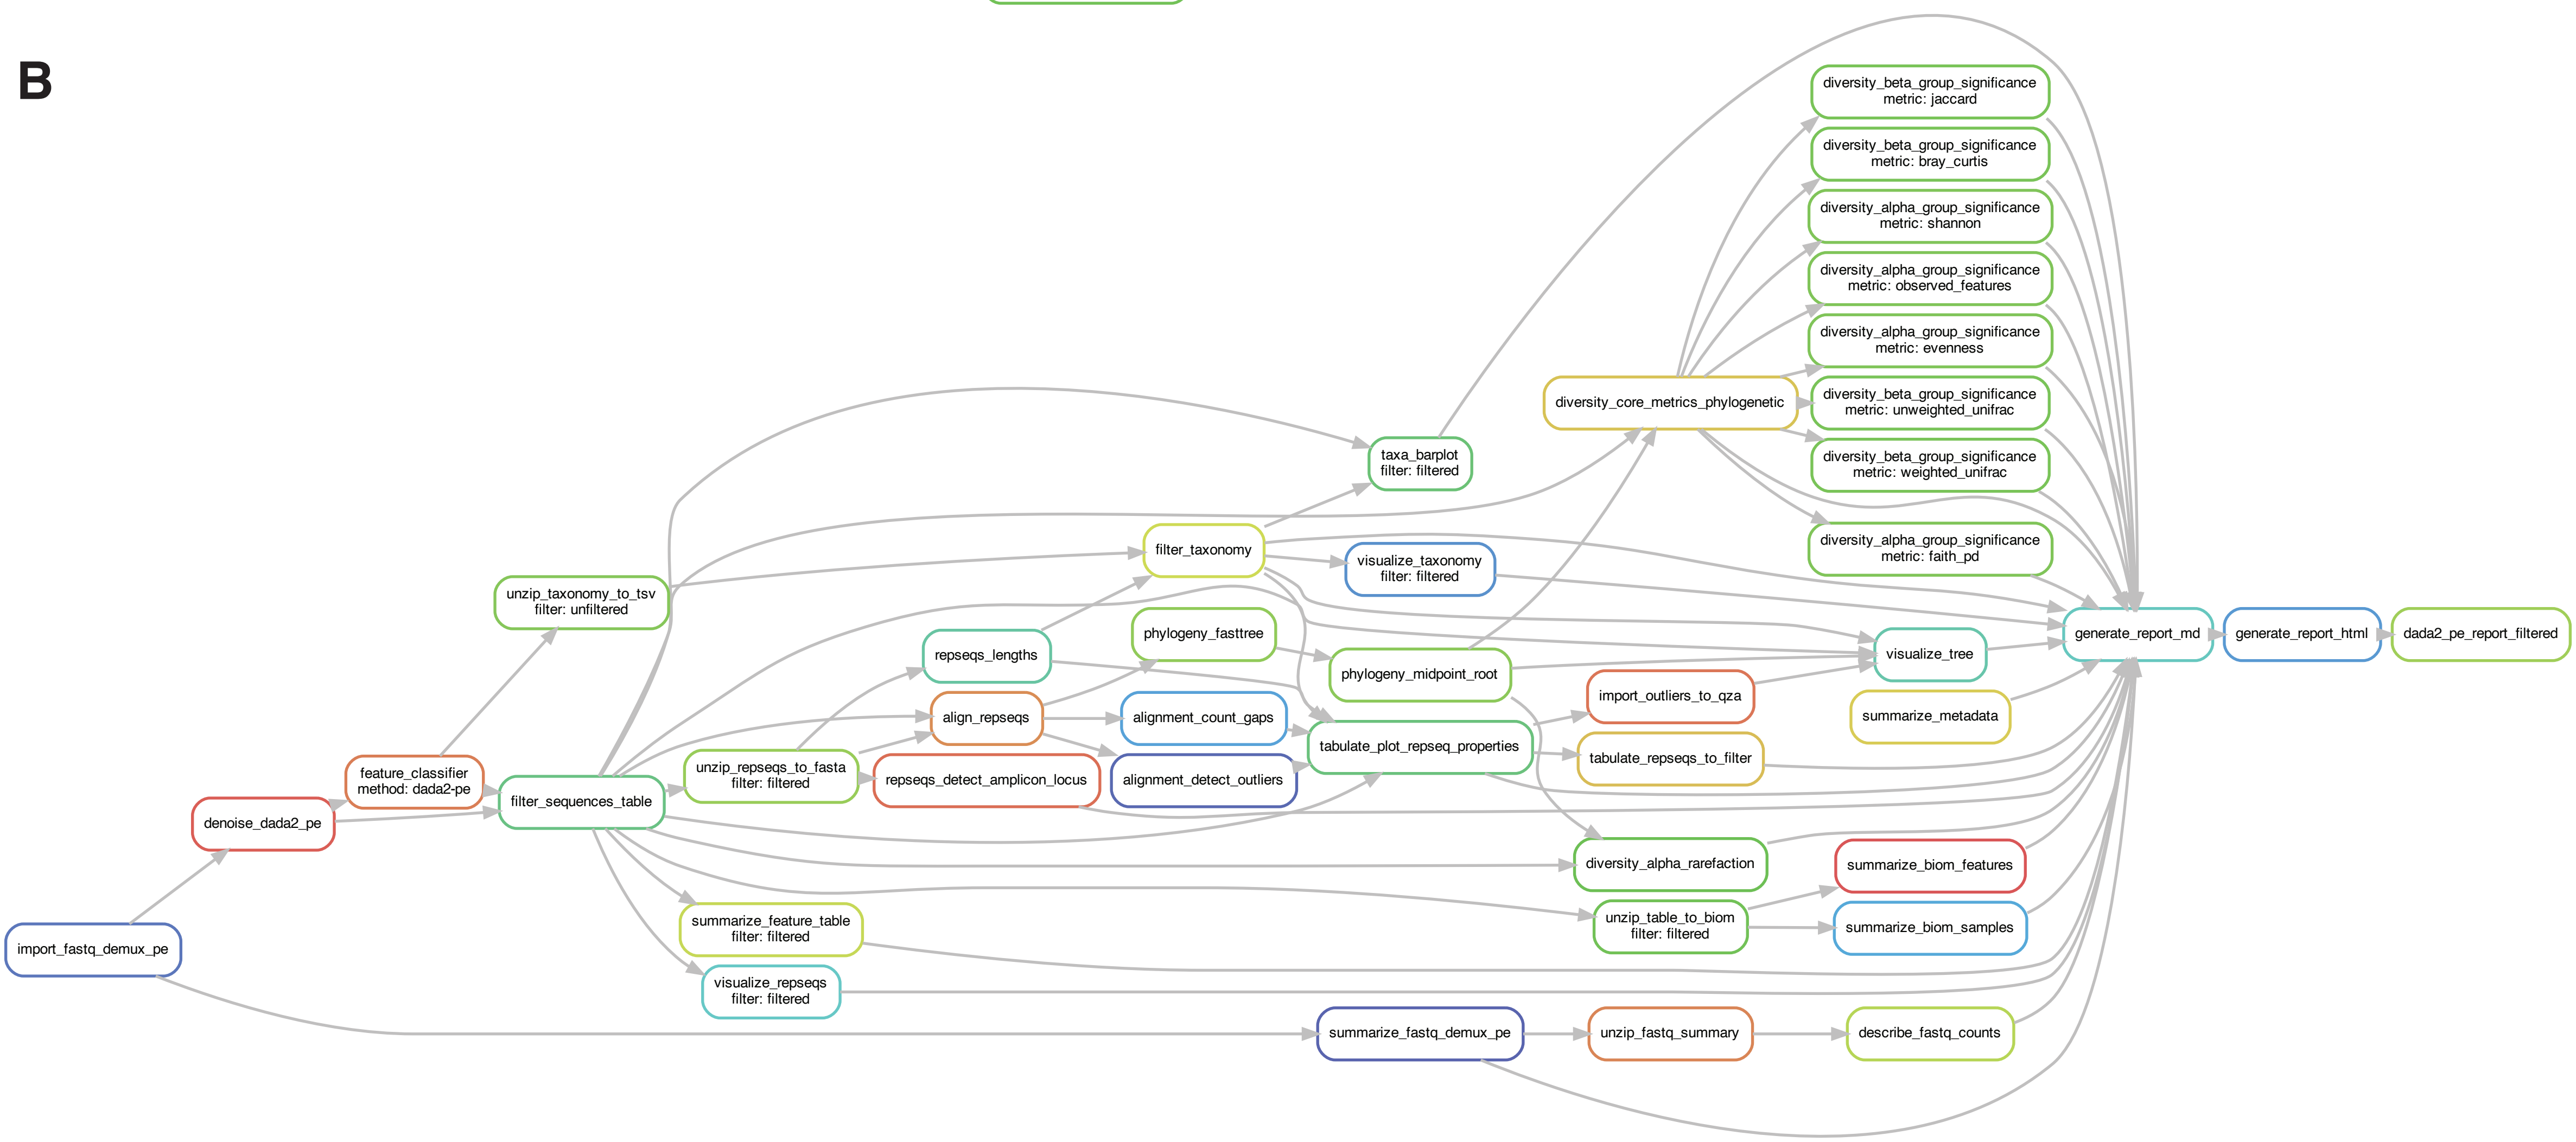 B
diversity_beta_group_significance
metric: jaccard
diversity_beta_group_significance
metric: bray_curtis
diversity_alpha_group_significance
metric: shannon
diversity_alpha_group_significance
metric: observed_features
diversity_alpha_group_significance
metric: evenness
diversity_core_metrics_phylogenetic
diversity_beta_group_significance
metric: unweighted_unifrac
taxa_barplot
filter: filtered
diversity_beta_group_significance
metric: weighted_unifrac
filter_taxonomy
visualize_taxonomy
filter: filtered
diversity_alpha_group_significance
metric: faith_pd
unzip_taxonomy_to_tsv
filter: unfiltered
phylogeny_fasttree
generate_report_md
generate_report_html
dada2_pe_report_filtered
repseqs_lengths
visualize_tree
phylogeny_midpoint_root
import_outliers_to_qza
align_repseqs
alignment_count_gaps
summarize_metadata
tabulate_plot_repseq_properties
tabulate_repseqs_to_filter
feature_classifier
method: dada2-pe
unzip_repseqs_to_fasta
filter: filtered
repseqs_detect_amplicon_locus
alignment_detect_outliers
filter_sequences_table
denoise_dada2_pe
diversity_alpha_rarefaction
summarize_biom_features
summarize_feature_table
filter: filtered
unzip_table_to_biom
filter: filtered
summarize_biom_samples
import_fastq_demux_pe
visualize_repseqs
filter: filtered
summarize_fastq_demux_pe
unzip_fastq_summary
describe_fastq_counts